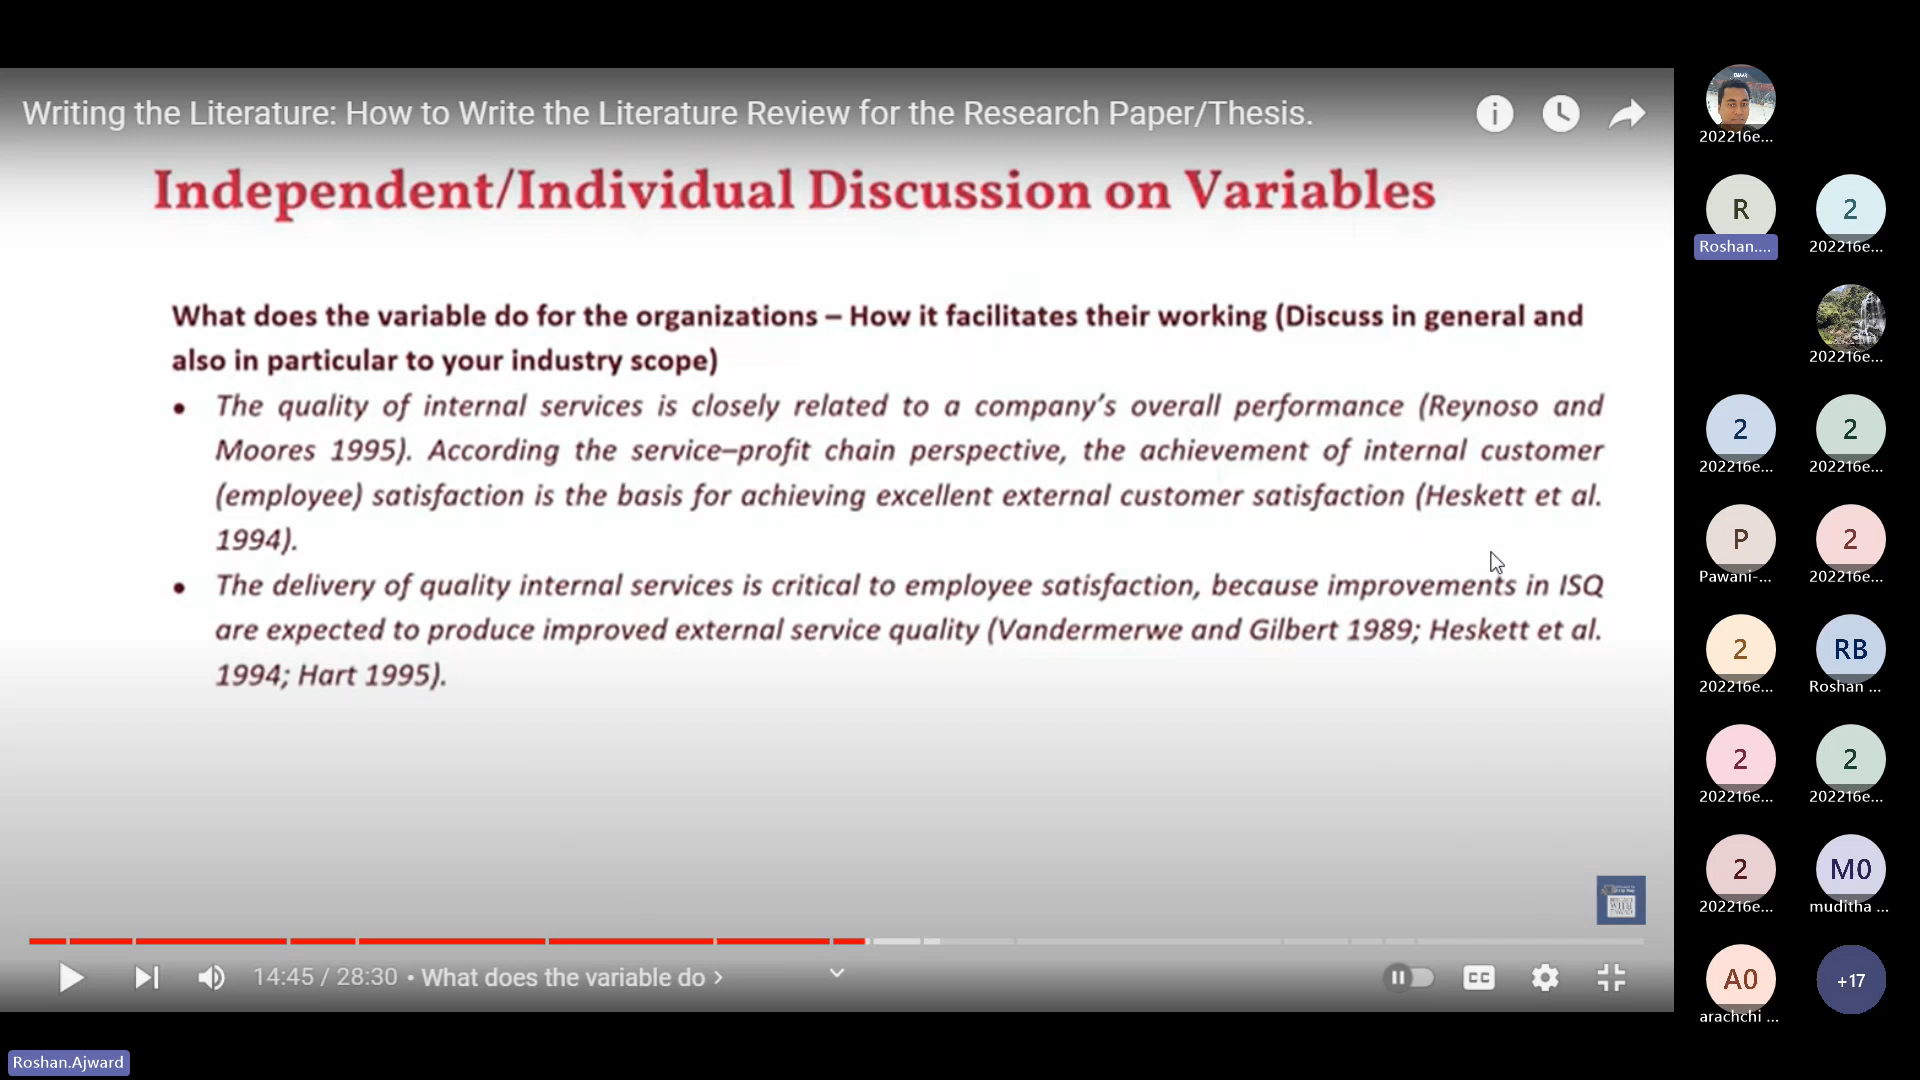 Writing the Literature: How to Write the Literature Review for the Research Paper/Thesis.
Independent/Individual Discussion on Variables
What does the variable do for the organizations – How it facilitates their working (Discuss in general and
also in particular to your industry scope)
• The quality of internal services is closely related to a company's overall performance (Reynoso and
Moores 1995). According the service–profit chain perspective, the achievement of internal customer
(employee) satisfaction is the basis for achieving excellent external customer satisfaction (Heskett et al.
1994).
• The delivery of quality internal services is critical to employee satisfaction, because improvements in ISQ
are expected to produce improved external service quality (Vandermerwe and Gilbert 1989; Heskett et al.
1994; Hart 1995).
14:45 / 28:30 • What does the variable do >
CC
Roshan.Ajward
202216e...
R
Roshan....
2
202216e...
202216e...
2
202216e...
2
202216e...
P
Pawani-...
2
202216e...
2
202216e...
RB
Roshan ...
2
202216e...
2
202216e...
2
202216e...
M0
muditha ...
A0
arachchi ...
+17